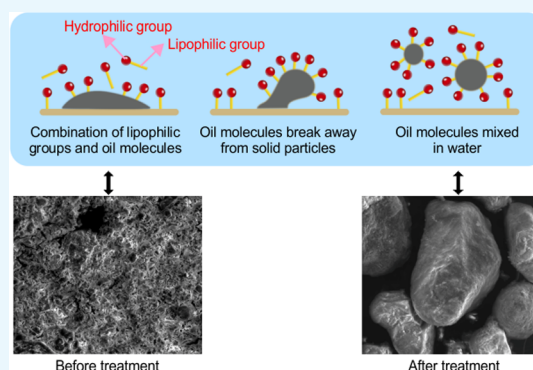 Hydrophilic group
Lipophilic group
Combination of lipophilic
groups and oil molecules
Oil molecules break away
from solid particles
Oil molecules mixed
in water
Before treatment
After treatment